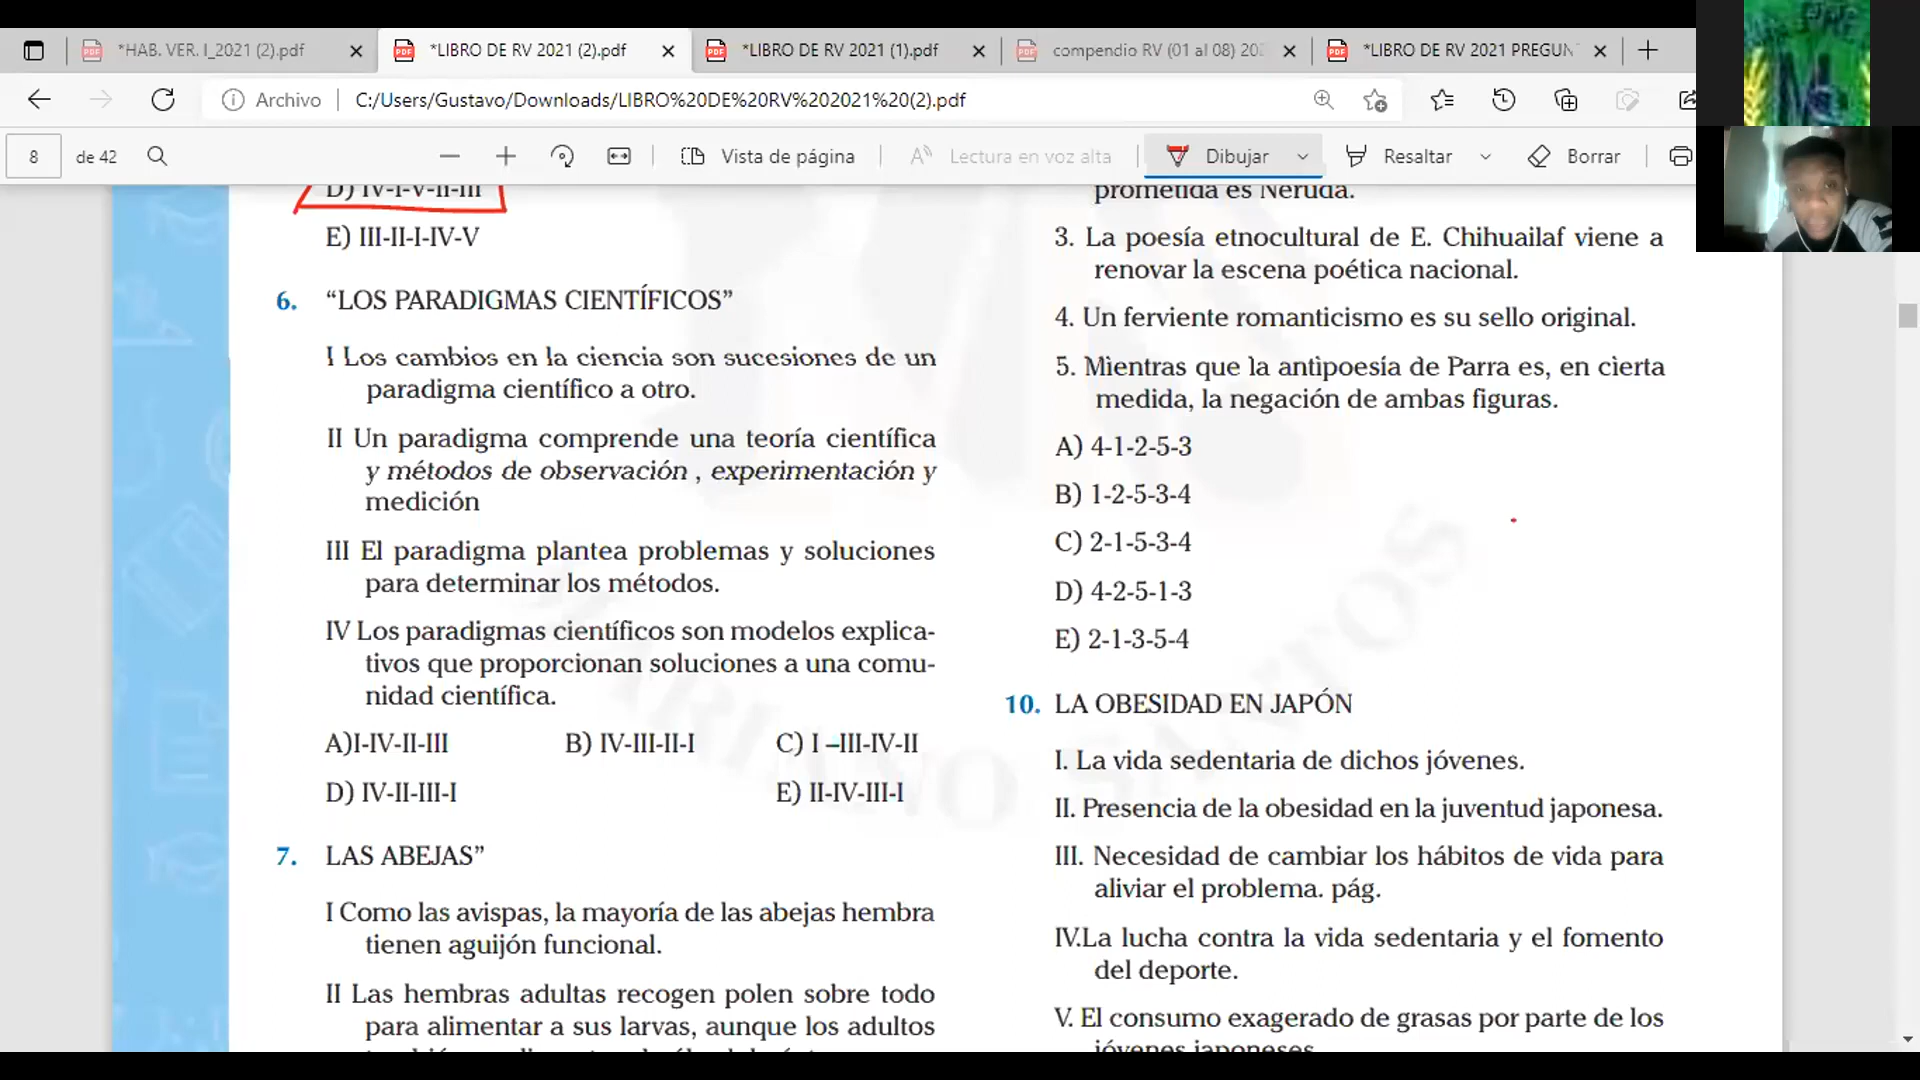 *HAB. VER. I_2021 (2).pdf
*LIBRO DE RV 2021 (2).pdf
*LIBRO DE RV 2021 (1).pdf
compendio RV (01 al 08) 202
*LIBRO DE RV 2021 PREGUN
Archivo
C:/Users/Gustavo/Downloads/LIBRO%20DE%20RV%202021%20(2).pdf
8 de 42
Vista de página
Lectura en voz alta
Dibujar
Resaltar
Borrar
D) IV-I-V-II-III
E) III-II-I-IV-V
6. “LOS PARADIGMAS CIENTÍFICOS”
I Los cambios en la ciencia son sucesiones de un
paradigma científico a otro.
II Un paradigma comprende una teoría científica
y métodos de observación , experimentación y
medición
III El paradigma plantea problemas y soluciones
para determinar los métodos.
IV Los paradigmas científicos son modelos explica-
tivos que proporcionan soluciones a una comu-
nidad científica.
A)I-IV-II-III B) IV-III-II-I C) I –III-IV-II
D) IV-II-III-I E) II-IV-III-I
7. LAS ABEJAS”
I Como las avispas, la mayoría de las abejas hembra
tienen aguijón funcional.
II Las hembras adultas recogen polen sobre todo
para alimentar a sus larvas, aunque los adultos
prometida es Neruda.
3. La poesía etnocultural de E. Chihuailaf viene a
renovar la escena poética nacional.
4. Un ferviente romanticismo es su sello original.
5. Mientras que la antipoesía de Parra es, en cierta
medida, la negación de ambas figuras.
A) 4-1-2-5-3
B) 1-2-5-3-4
C) 2-1-5-3-4
D) 4-2-5-1-3
E) 2-1-3-5-4
10. LA OBESIDAD EN JAPÓN
I. La vida sedentaria de dichos jóvenes.
II. Presencia de la obesidad en la juventud japonesa.
III. Necesidad de cambiar los hábitos de vida para
aliviar el problema. pág.
IV.La lucha contra la vida sedentaria y el fomento
del deporte.
V. El consumo exagerado de grasas por parte de los
jóvenes japoneses
MARIANO SANTOS